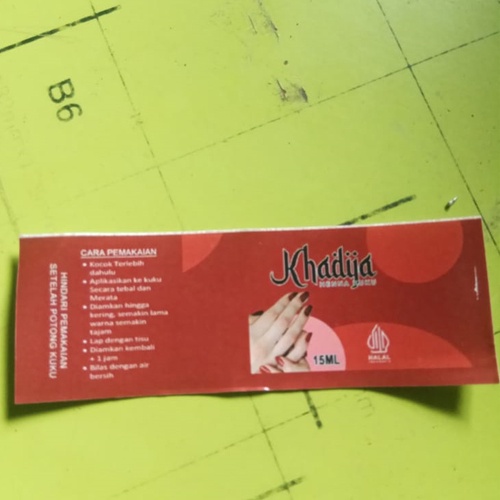 B6
HINDARI PEMAKAIAN
SETELAH POTONG KUKU
CARA PEMAKAIAN
Kocok Terlebih
dahulu
Aplikasikan ke kuku
Secara tebal dan
Merata
Diamkan hingga
kering, semakin lama
warna semakin
tajam
Lap dengan tisu
Diamkan kembali
+ 1 jam
Bilas dengan air
bersih
Khadija
HENNA KUKU
15ML
HALAL